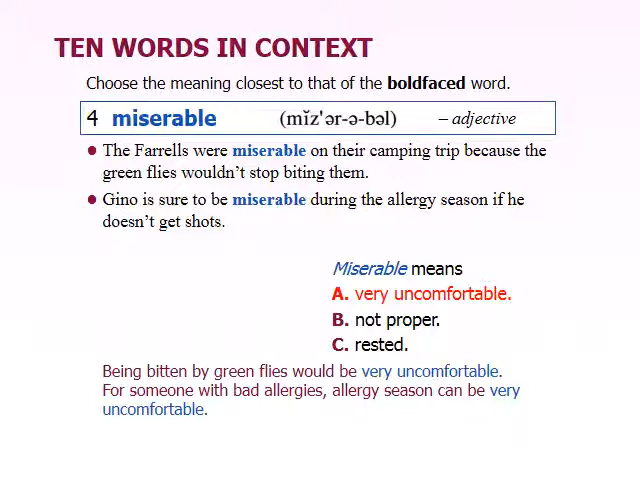 TEN WORDS IN CONTEXT
Choose the meaning closest to that of the boldfaced word.
4 miserable (mĭz′ər-ə-bəl) – adjective
● The Farrells were miserable on their camping trip because the
green flies wouldn’t stop biting them.
● Gino is sure to be miserable during the allergy season if he
doesn’t get shots.
Miserable means
A. very uncomfortable.
B. not proper.
C. rested.
Being bitten by green flies would be very uncomfortable.
For someone with bad allergies, allergy season can be very
uncomfortable.